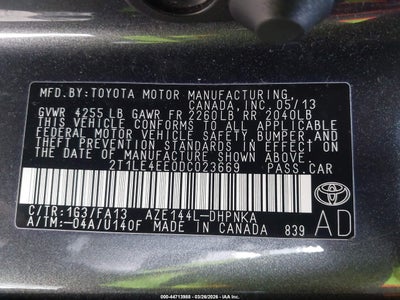 MFD.BY:TOYOTA MOTOR MANUFACTURING,
CANADA, INC. 05/13
GVWR 4255 LB GAWR FR 2260LB RR 2040LB
THIS VEHICLE CONFORMS TO ALL APPLICABLE
FEDERAL MOTOR VEHICLE SAFETY, BUMPER,
AND THEFT PREVENTION STANDARDS IN EFFECT
ON THE DATE OF MANUFACTURE SHOWN ABOVE.
2T1LE4EE0DC023669 PASS.CAR
C/TR:1G3/FA13 AZE144L-DHPNKA
A/TM:-04A/U140F MADE IN CANADA 839
TOYOTA
AD
000-44713988 - 03/26/2026 - IAA Inc.